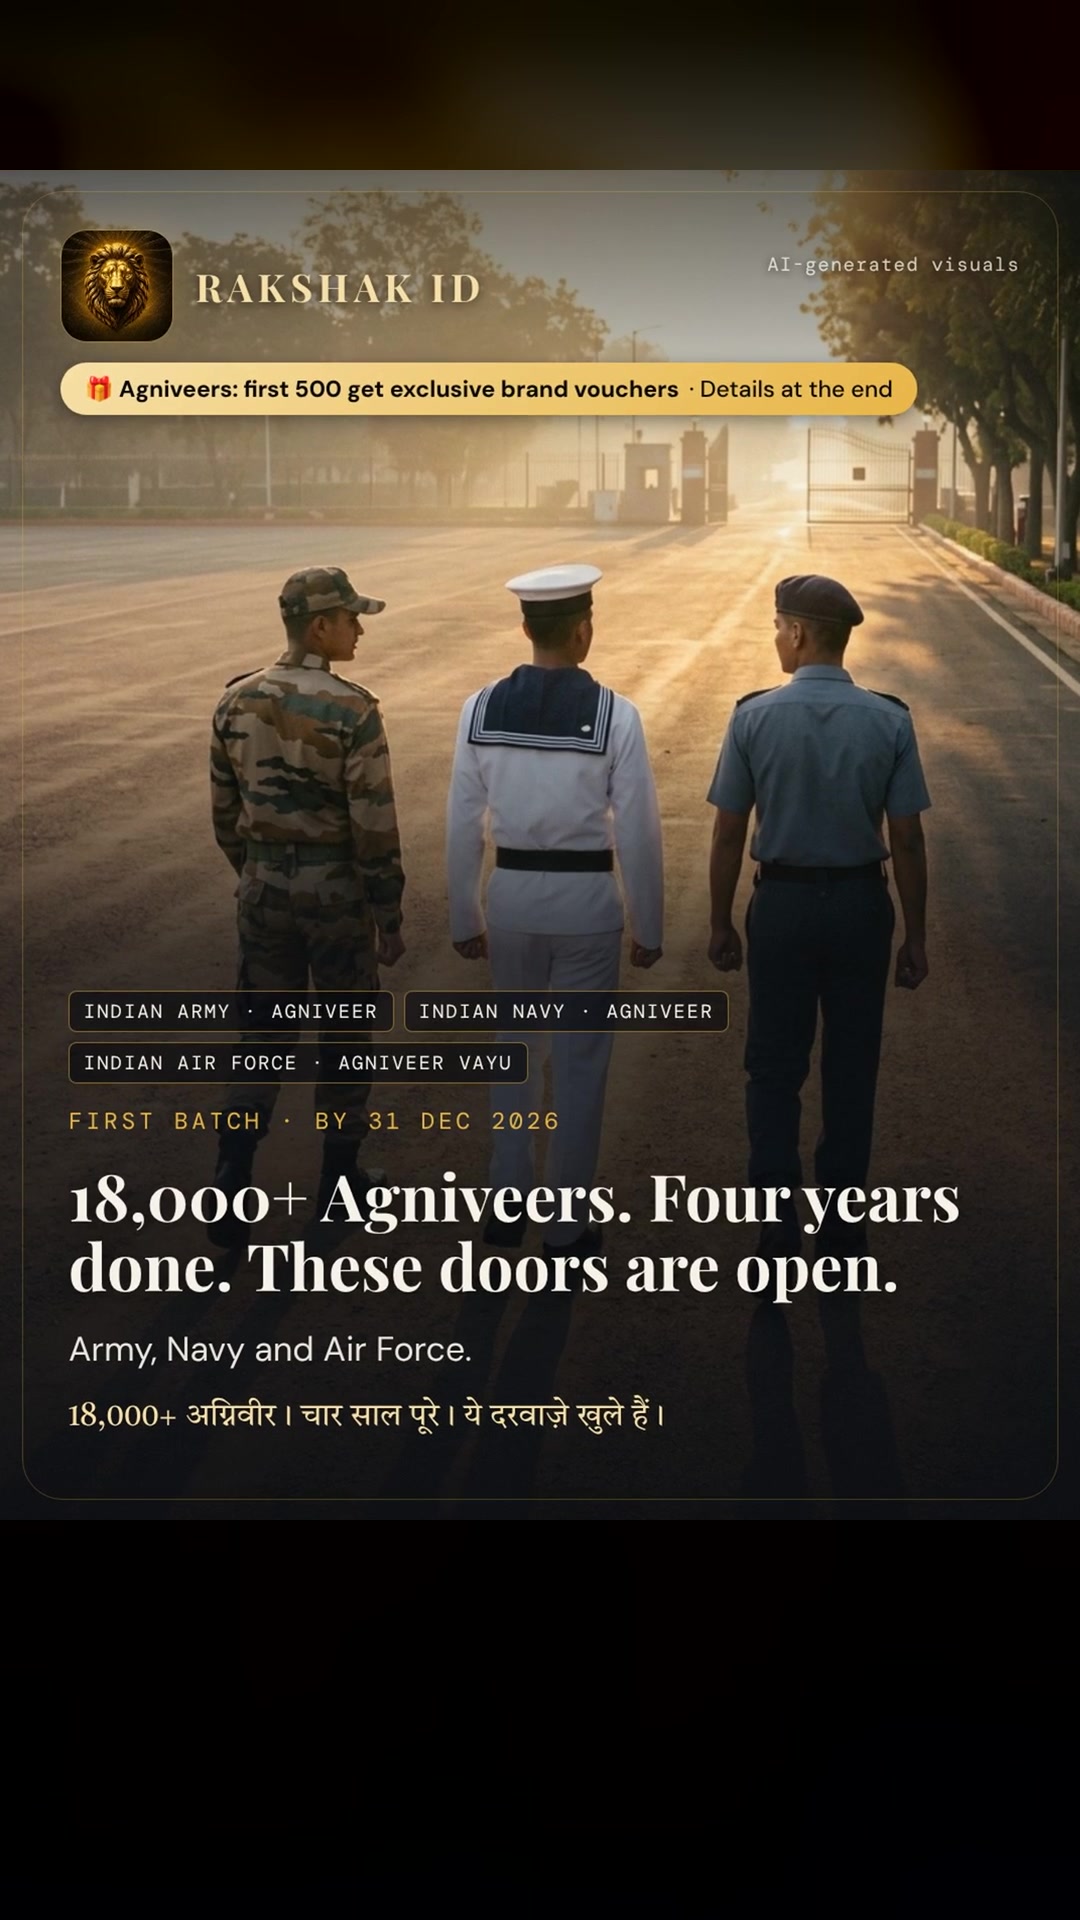 RAKSHAK ID
AI-generated visuals
🎁 Agniveers: first 500 get exclusive brand vouchers · Details at the end
INDIAN ARMY · AGNIVEER
INDIAN NAVY · AGNIVEER
INDIAN AIR FORCE · AGNIVEER VAYU
FIRST BATCH · BY 31 DEC 2026
18,000+ Agniveers. Four years
done. These doors are open.
Army, Navy and Air Force.
18,000+ अग्निवीर। चार साल पूरे। ये दरवाज़े खुले हैं।